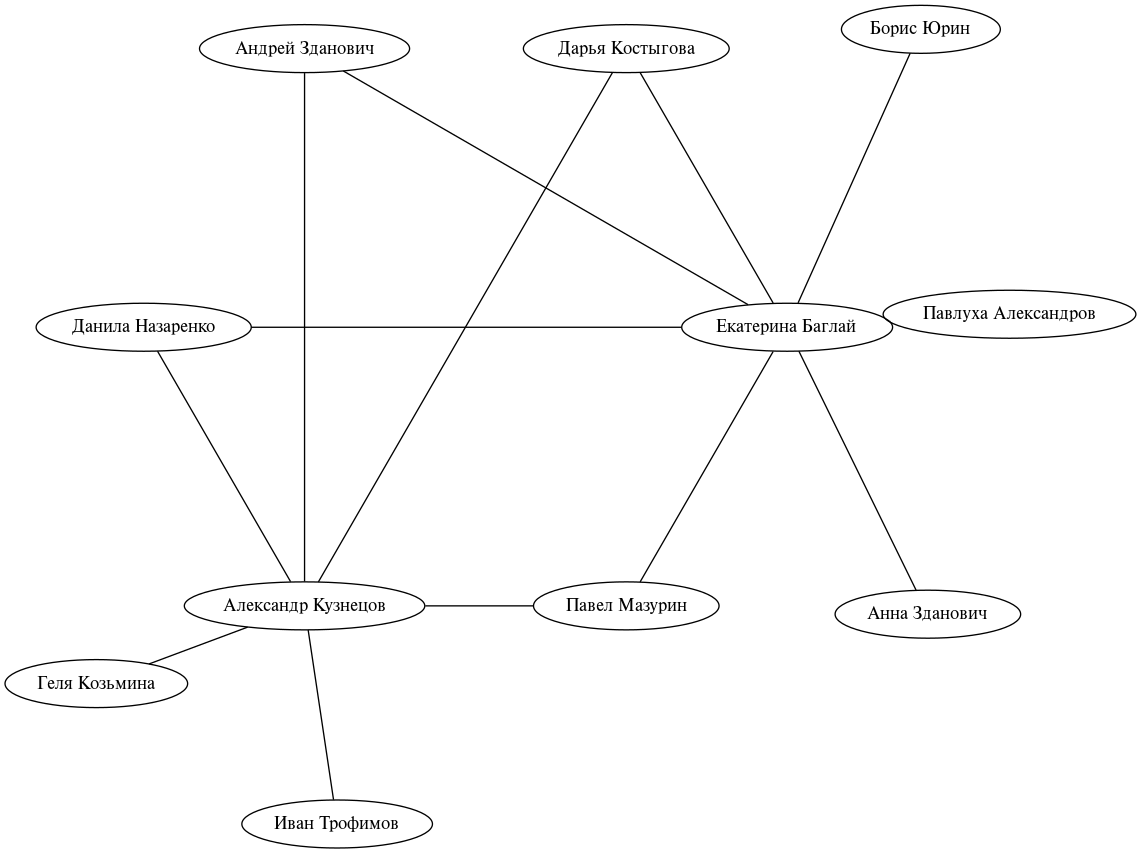 Борис Юрин
Андрей Зданович
Дарья Костыгова
Павлуха Александров
Данила Назаренко
Екатерина Баглай
Александр Кузнецов
Павел Мазурин
Анна Зданович
Геля Козьмина
Иван Трофимов